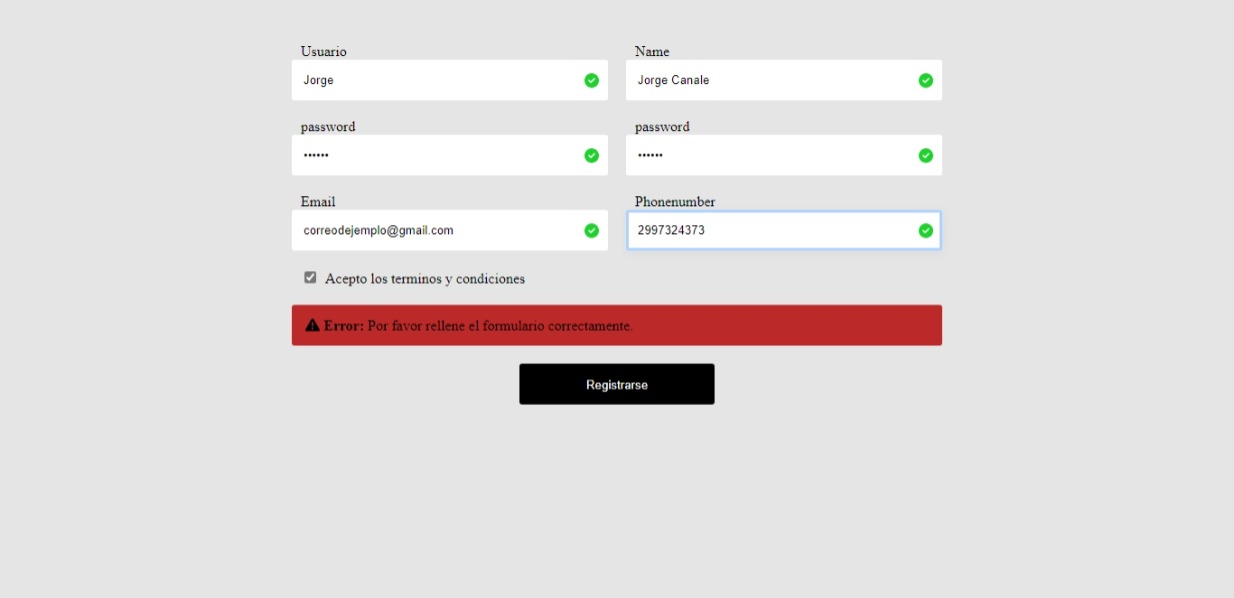 Usuario
Name
Jorge
Jorge Canale
password
password
••••••
••••••
Email
Phonenumber
correodejemplo@gmail.com
2997324373
Acepto los terminos y condiciones
Error: Por favor rellene el formulario correctamente.
Registrarse